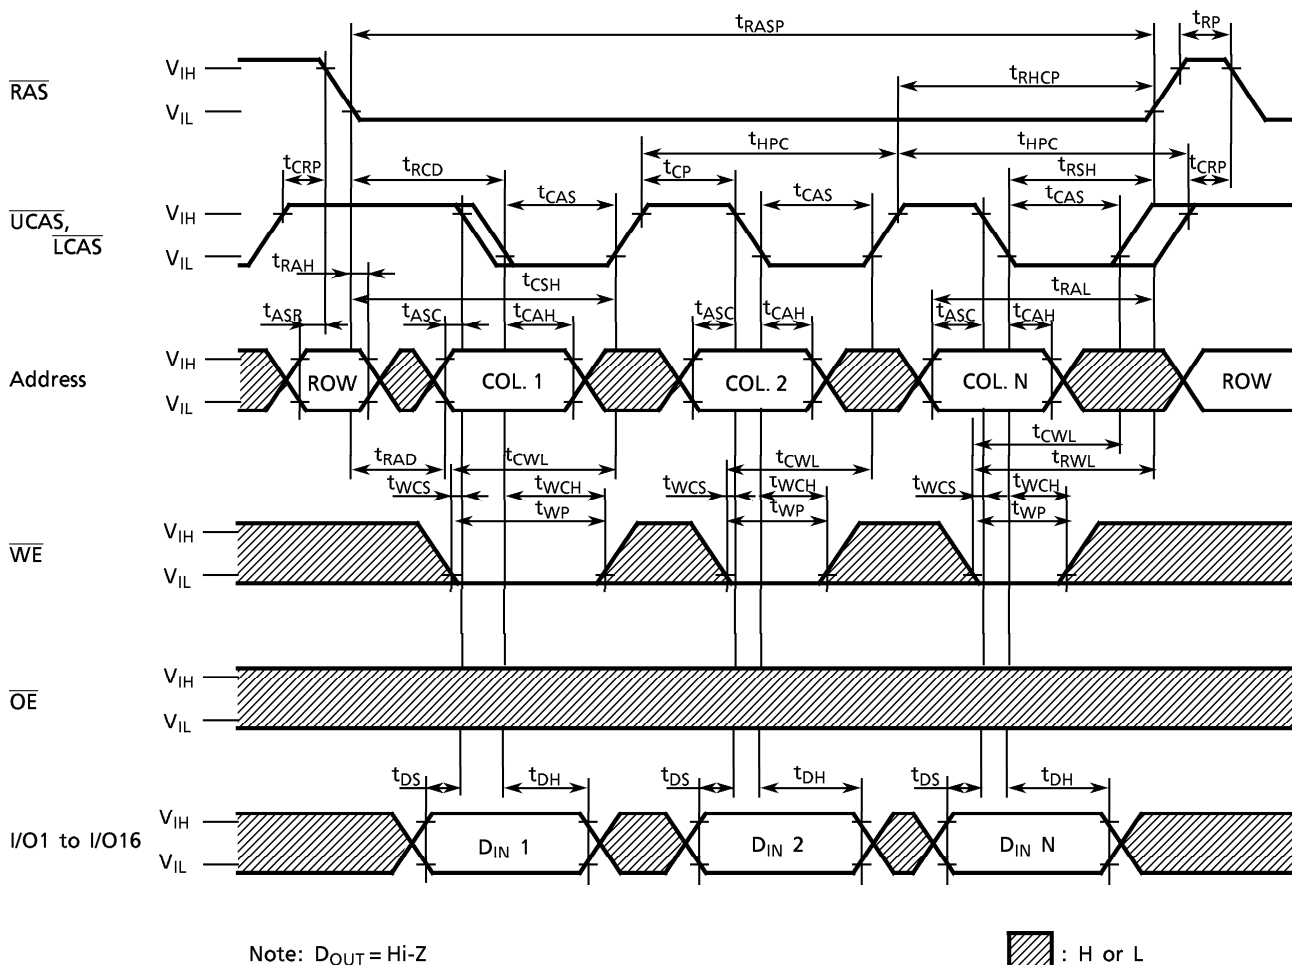 tRASP
tRP
RAS
VIH
VIL
tRHCP
tHPC
tHPC
tCRP
tRCD
tCP
tRSH
tCRP
tCAS
tCAS
tCAS
UCAS,
LCAS
VIH
VIL
tRAH
tCSH
tRAL
tASR
tASC
tCAH
tASC
tCAH
tASC
tCAH
Address
VIH
VIL
ROW
COL. 1
COL. 2
COL. N
ROW
tCWL
tRAD
tCWL
tCWL
tRWL
tWCS
tWCH
tWCS
tWCH
tWCS
tWCH
tWP
tWP
tWP
WE
VIH
VIL
OE
VIH
VIL
tDS
tDH
tDS
tDH
tDS
tDH
I/O1 to I/O16
VIH
VIL
DIN 1
DIN 2
DIN N
Note: DOUT = Hi-Z
: H or L